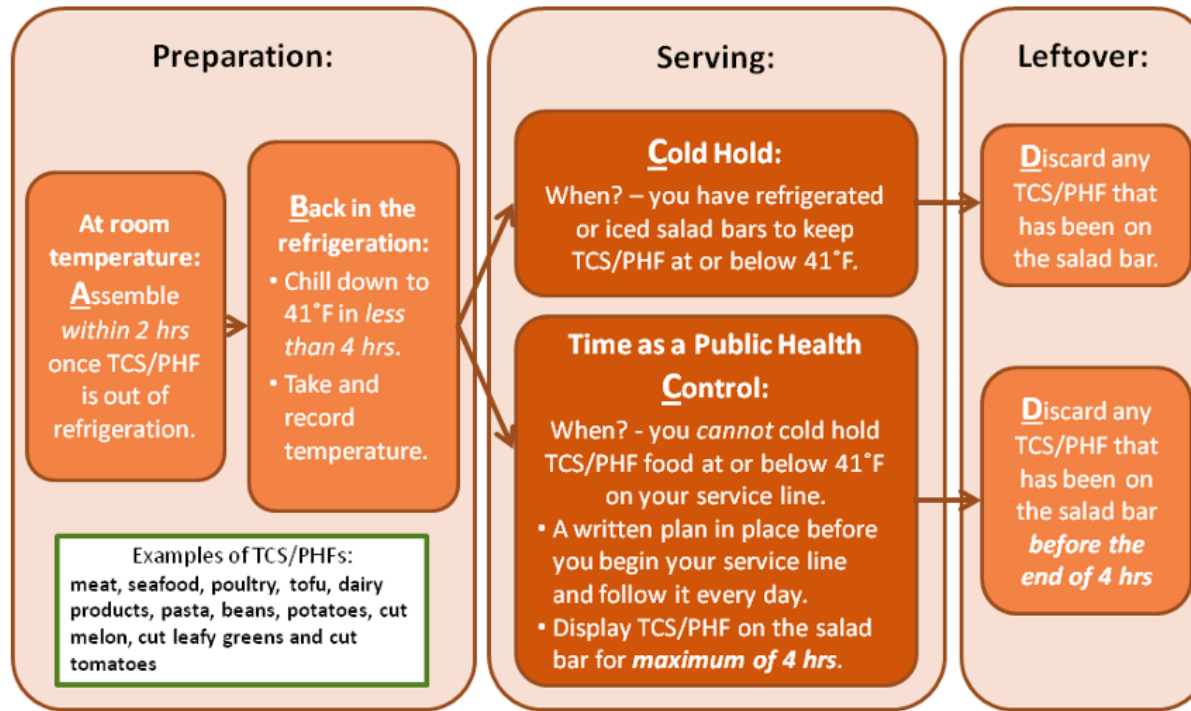 Preparation:
At room
temperature:
Assemble
within 2 hrs
once TCS/PHF
is out of
refrigeration.
Back in the
refrigeration:
• Chill down to
41˚F in less
than 4 hrs.
• Take and
record
temperature.
Examples of TCS/PHFs:
meat, seafood, poultry, tofu, dairy
products, pasta, beans, potatoes, cut
melon, cut leafy greens and cut
tomatoes
Serving:
Cold Hold:
When? – you have refrigerated
or iced salad bars to keep
TCS/PHF at or below 41˚F.
Time as a Public Health
Control:
When? - you cannot cold hold
TCS/PHF food at or below 41˚F
on your service line.
• A written plan in place before
you begin your service line
and follow it every day.
• Display TCS/PHF on the salad
bar for maximum of 4 hrs.
Leftover:
Discard any
TCS/PHF that
has been on
the salad bar.
Discard any
TCS/PHF that
has been on
the salad bar
before the
end of 4 hrs